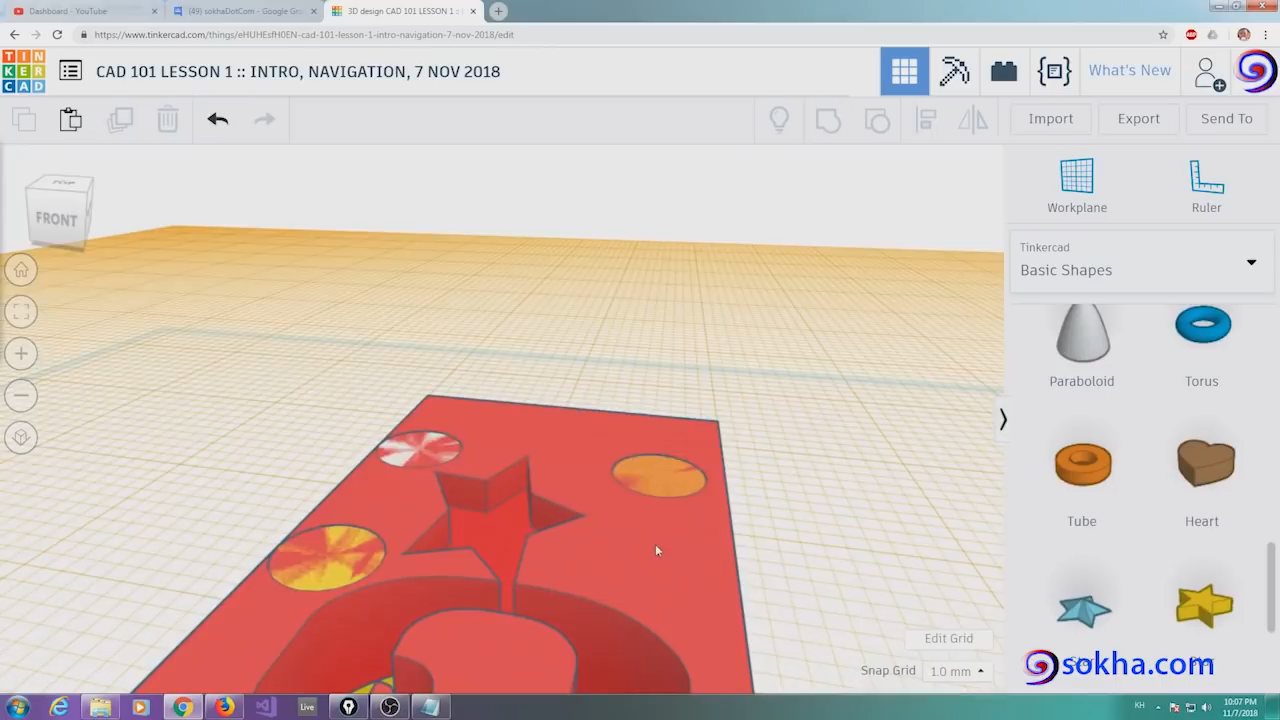 Dashboard - YouTube
(49) sokhaDotCom - Google Gro
3D design CAD 101 LESSON 1 :
https://www.tinkercad.com/things/eHUHEsfH0EN-cad-101-lesson-1-intro-navigation-7-nov-2018/edit
TIN
KER
CAD
CAD 101 LESSON 1 :: INTRO, NAVIGATION, 7 NOV 2018
What's New
Import
Export
Send To
TOP
FRONT
Workplane
Ruler
Tinkercad
Basic Shapes
Paraboloid
Torus
Tube
Heart
Edit Grid
Snap Grid
1.0 mm
sokha.com
Live
KH
10:07 PM
11/7/2018